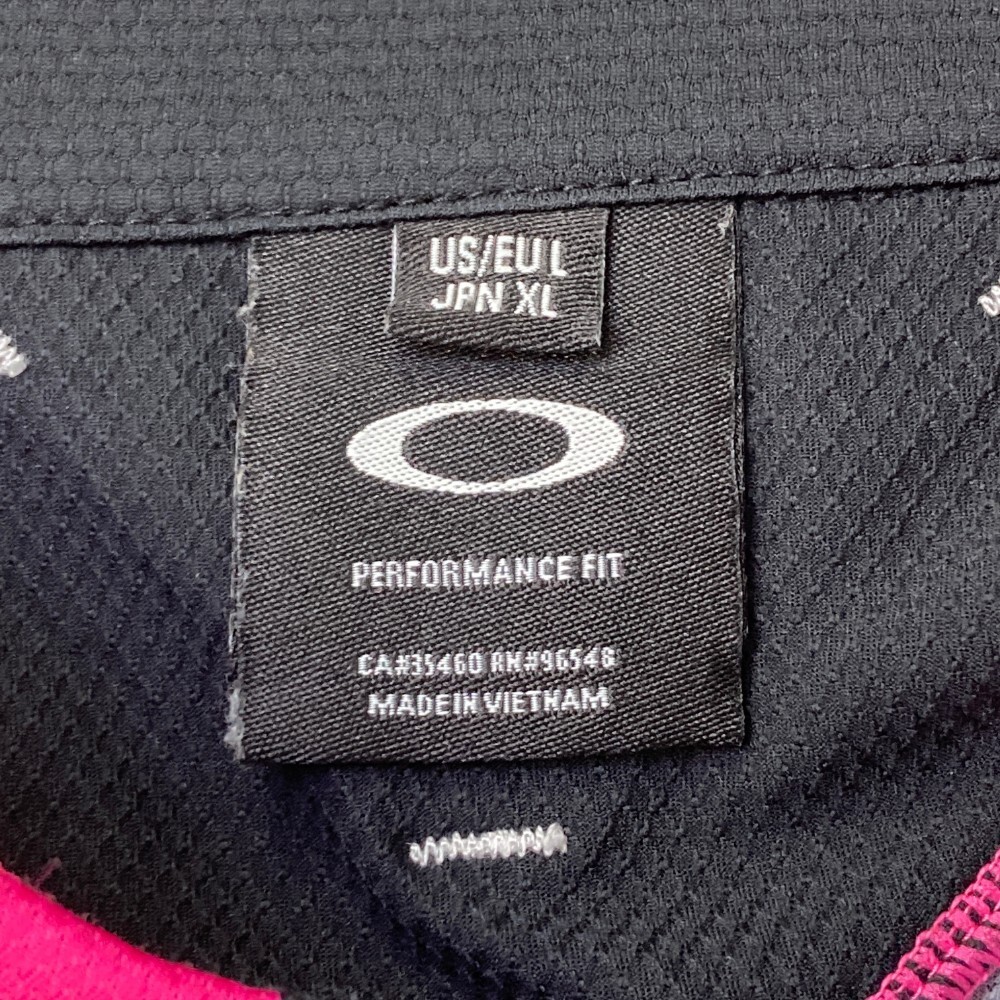 US/EU L
JPN XL
PERFORMANCE FIT
CA#35460 RN#96548
MADE IN VIETNAM